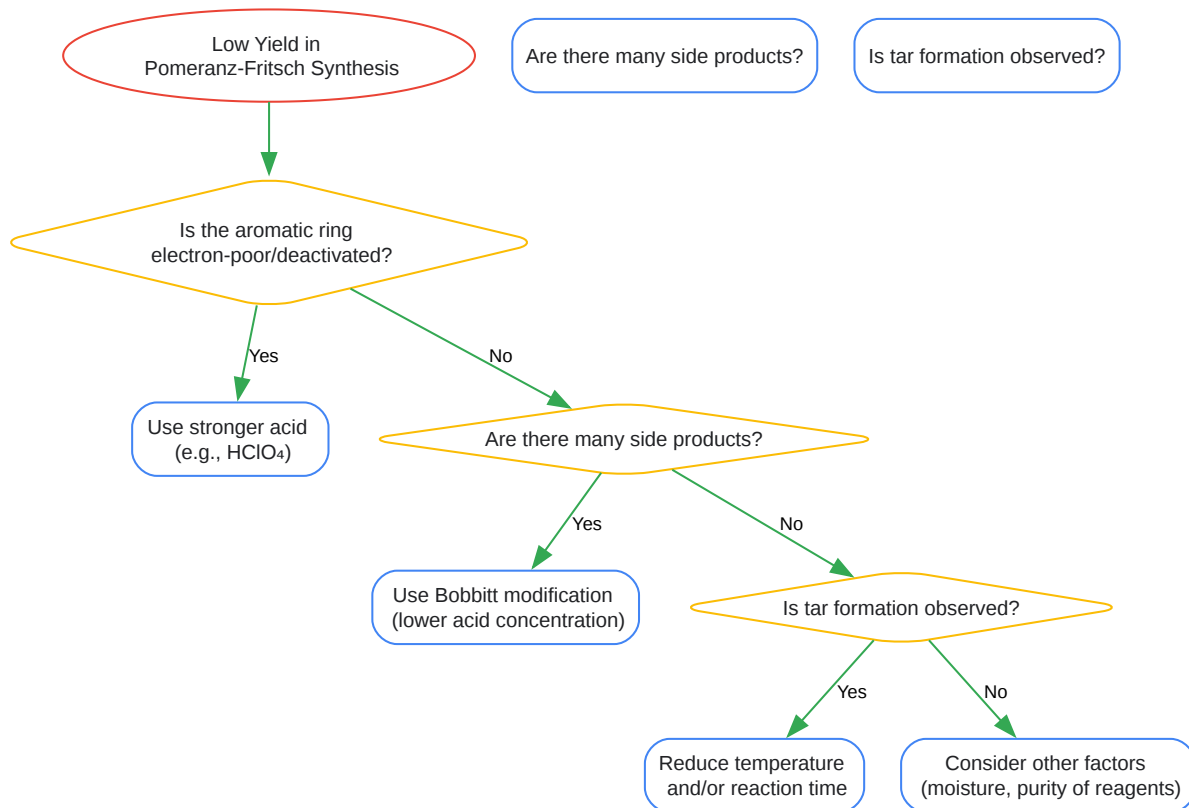 Low Yield in
Pomeranz-Fritsch Synthesis
Are there many side products?
Is tar formation observed?
Is the aromatic ring
electron-poor/deactivated?
Yes
No
Use stronger acid
(e.g., HClO₄)
Are there many side products?
Yes
No
Use Bobbitt modification
(lower acid concentration)
Is tar formation observed?
Yes
No
Reduce temperature
and/or reaction time
Consider other factors
(moisture, purity of reagents)